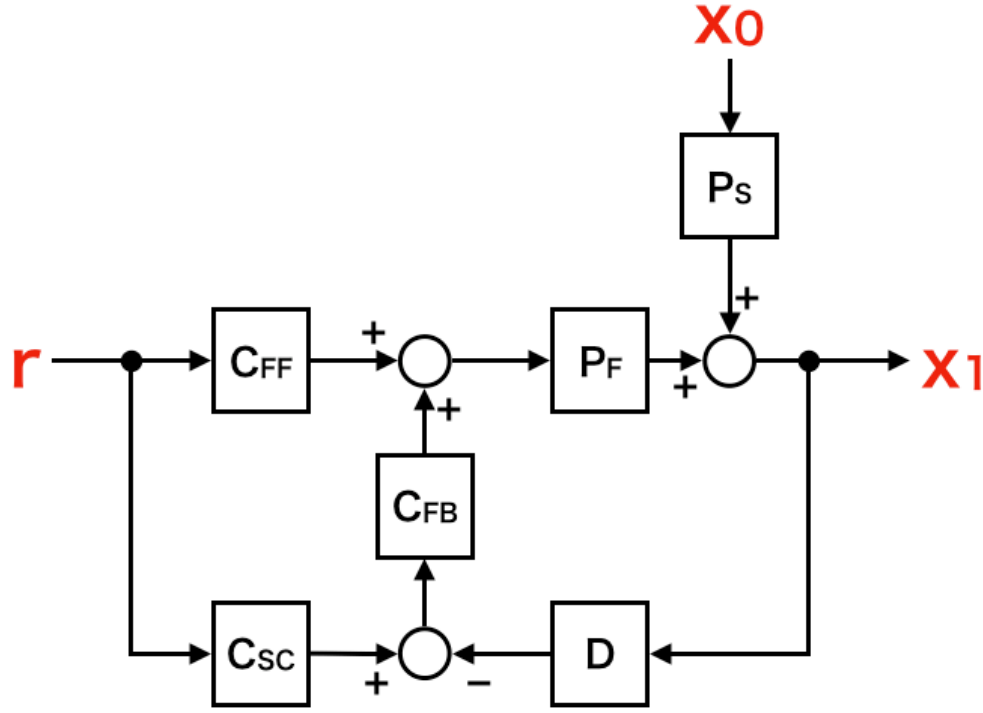 x0
PS
+
r
CFF
+
PF
+
x1
+
CFB
CSC
+
−
D